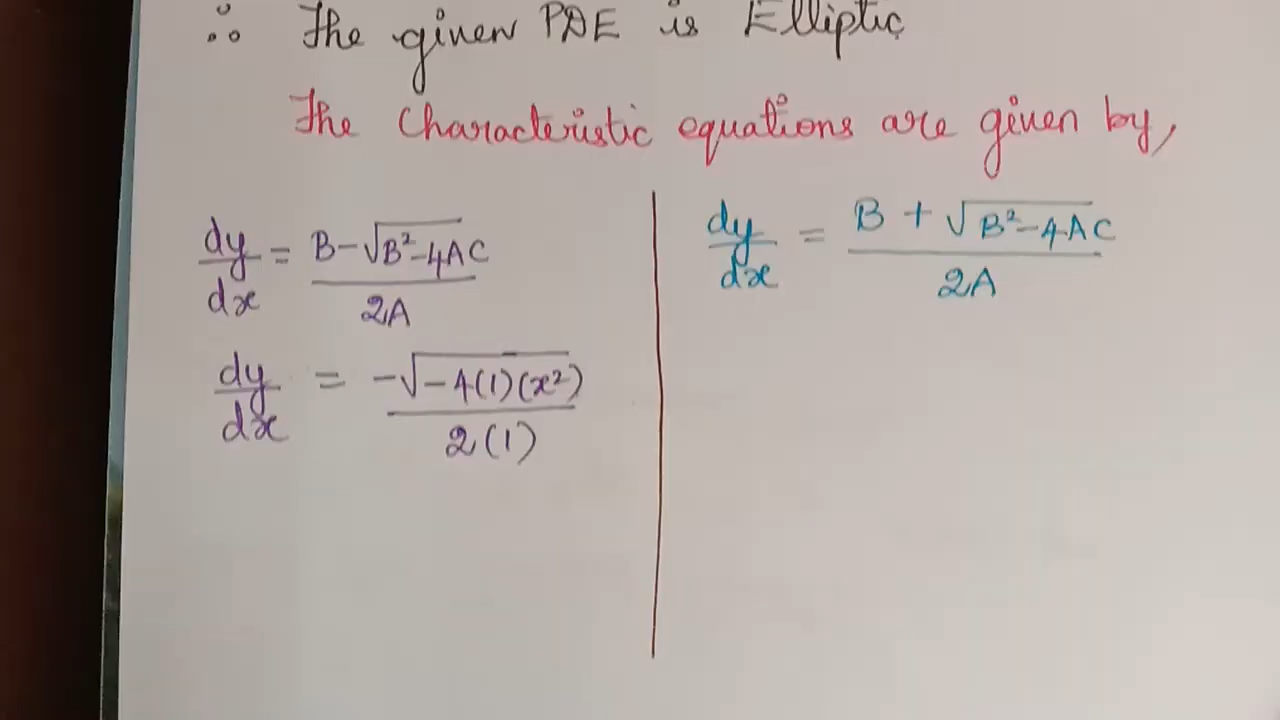 ∴ The given PDE is Elliptic
The characteristic equations are given by,
dy/dx = (B-√(B²-4AC))/2A
dy/dx = -√(-4(1)(x²))/2(1)
dy/dx = (B + √(B²-4AC))/2A